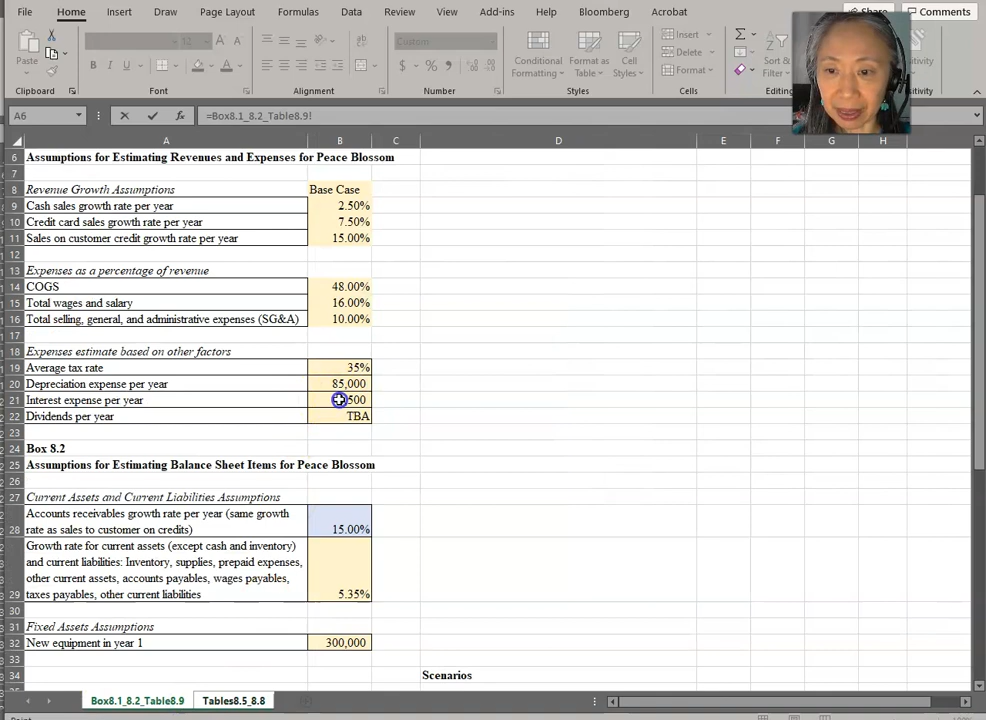 File Home Insert Draw Page Layout Formulas Data Review View Add-ins Help Bloomberg Acrobat Share Comments
Paste
Conditional Formatting
Format as Table
Cell Styles
Insert
Delete
Format
Sort & Filter
Custom
Clipboard Font Alignment Number Styles Cells
A6 fx =Box8.1_8.2_Table8.9!
A B C D E F G H
6 Assumptions for Estimating Revenues and Expenses for Peace Blossom
7
8 Revenue Growth Assumptions Base Case
9 Cash sales growth rate per year 2.50%
10 Credit card sales growth rate per year 7.50%
11 Sales on customer credit growth rate per year 15.00%
12
13 Expenses as a percentage of revenue
14 COGS 48.00%
15 Total wages and salary 16.00%
16 Total selling, general, and administrative expenses (SG&A) 10.00%
17
18 Expenses estimate based on other factors
19 Average tax rate 35%
20 Depreciation expense per year 85,000
21 Interest expense per year 500
22 Dividends per year TBA
23
24 Box 8.2
25 Assumptions for Estimating Balance Sheet Items for Peace Blossom
26
27 Current Assets and Current Liabilities Assumptions
Accounts receivables growth rate per year (same growth
28 rate as sales to customer on credits) 15.00%
Growth rate for current assets (except cash and inventory)
and current liabilities: Inventory, supplies, prepaid expenses,
other current assets, accounts payables, wages payables,
29 taxes payables, other current liabilities 5.35%
30
31 Fixed Assets Assumptions
32 New equipment in year 1 300,000
33
34 Scenarios
Box8.1_8.2_Table8.9 Tables8.5_8.8